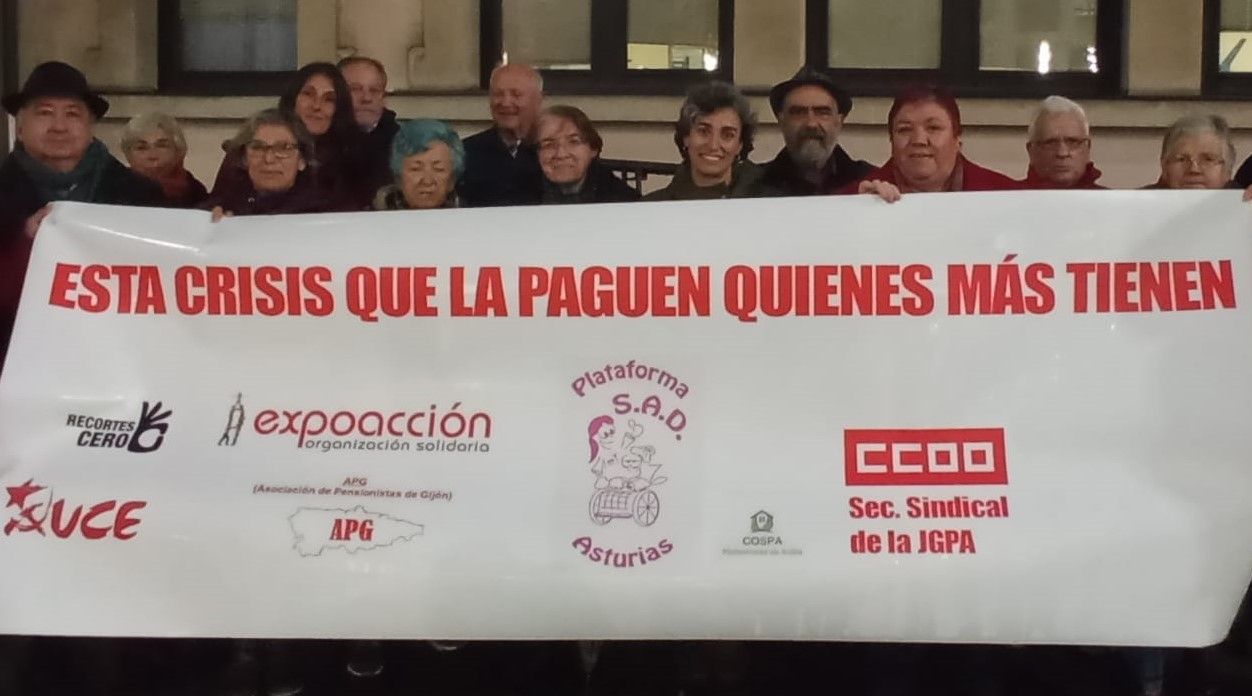 ESTA CRISIS QUE LA PAGUEN QUIENES MÁS TIENEN
RECORTES
CERO
expoacción
organización solidaria
Plataforma
S.A.D.
Asturias
UCE
APG
(Asociación de Pensionistas de Gijón)
APG
COSPA
CCOO
Sec. Sindical
de la JGPA